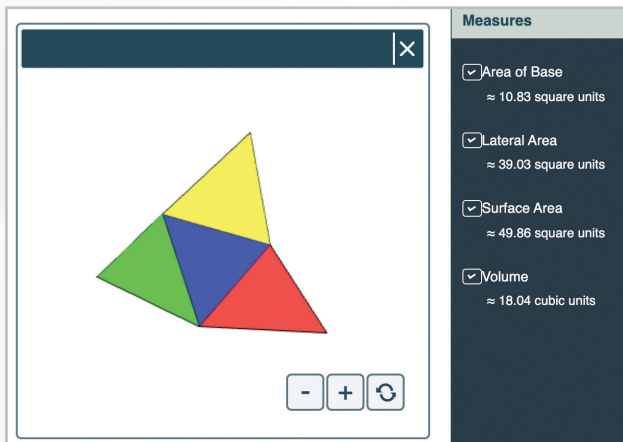 Measures
Area of Base
≈ 10.83 square units
Lateral Area
≈ 39.03 square units
Surface Area
≈ 49.86 square units
Volume
≈ 18.04 cubic units
- +